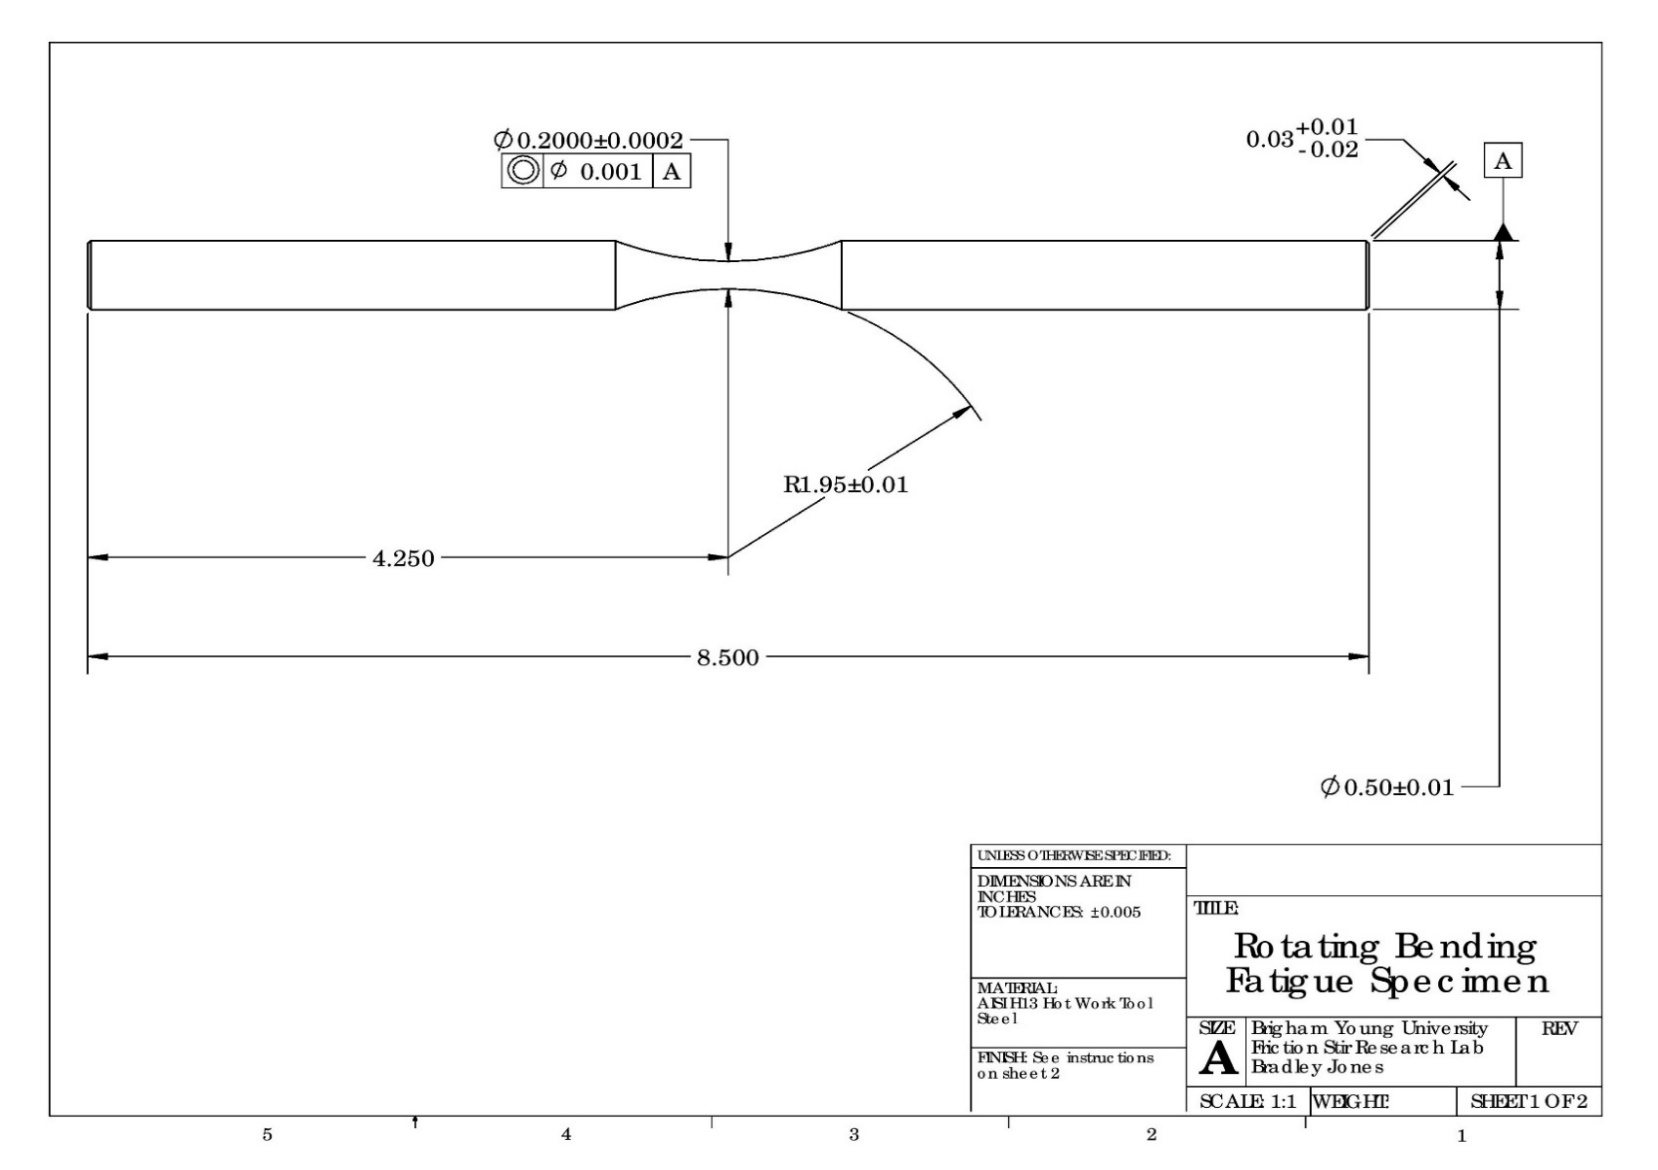 ⌀0.2000±0.0002
◎ ⌀ 0.001 A
0.03 +0.01
-0.02
A
R1.95±0.01
4.250
8.500
⌀0.50±0.01
UNLESS OTHERWISE SPECIFIED:
DIMENSIONS ARE IN
INCHES
TOLERANCES: ±0.005
MATERIAL:
AISI H13 Hot Work Tool
Steel
FINISH: See instructions
on sheet 2
TITLE:
Rotating Bending
Fatigue Specimen
SIZE
A
Brigham Young University
Friction Stir Research Lab
Bradley Jones
REV
SCALE: 1:1
WEIGHT:
SHEET 1 OF 2
5
4
3
2
1